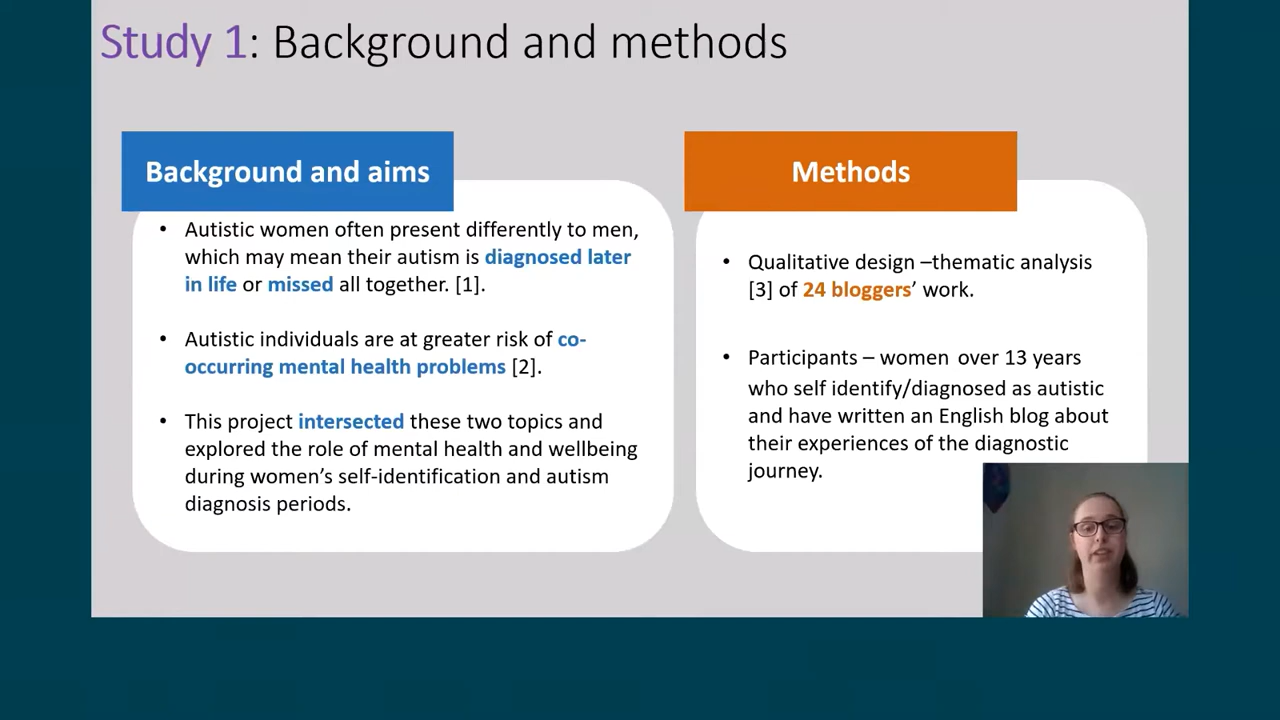 Study 1: Background and methods
Background and aims
• Autistic women often present differently to men,
which may mean their autism is diagnosed later
in life or missed all together. [1].
• Autistic individuals are at greater risk of co-
occurring mental health problems [2].
• This project intersected these two topics and
explored the role of mental health and wellbeing
during women's self-identification and autism
diagnosis periods.
Methods
• Qualitative design –thematic analysis
[3] of 24 bloggers' work.
• Participants – women over 13 years
who self identify/diagnosed as autistic
and have written an English blog about
their experiences of the diagnostic
journey.